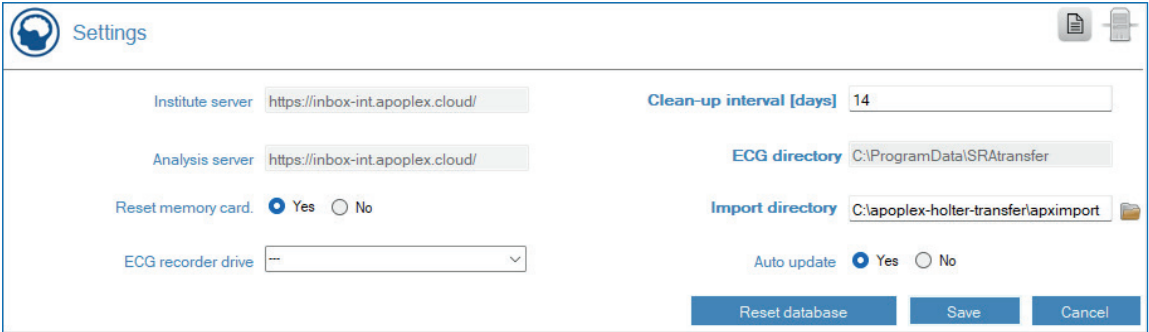 Settings
Institute server https://inbox-int.apoplex.cloud/
Clean-up interval [days] 14
Analysis server https://inbox-int.apoplex.cloud/
ECG directory C:\ProgramData\SRAtransfer
Reset memory card. Yes No
Import directory C:\apoplex-holter-transfer\apximport
ECG recorder drive ---
Auto update Yes No
Reset database Save Cancel